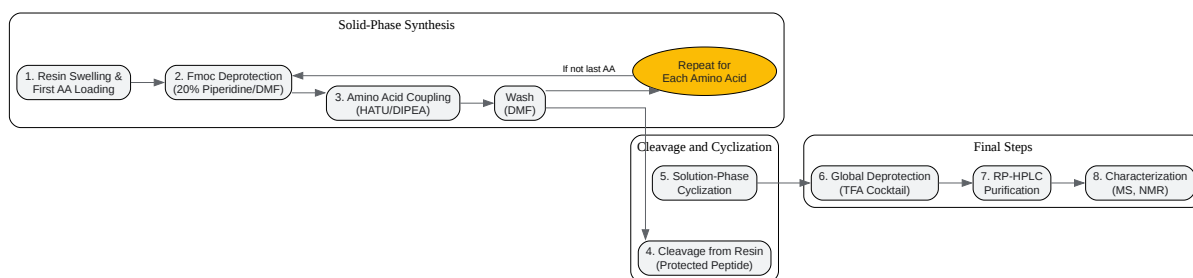 Solid-Phase Synthesis
1. Resin Swelling &
First AA Loading
2. Fmoc Deprotection
(20% Piperidine/DMF)
3. Amino Acid Coupling
(HATU/DIPEA)
Wash
(DMF)
If not last AA
Repeat for
Each Amino Acid
Cleavage and Cyclization
5. Solution-Phase
Cyclization
4. Cleavage from Resin
(Protected Peptide)
Final Steps
6. Global Deprotection
(TFA Cocktail)
7. RP-HPLC
Purification
8. Characterization
(MS, NMR)